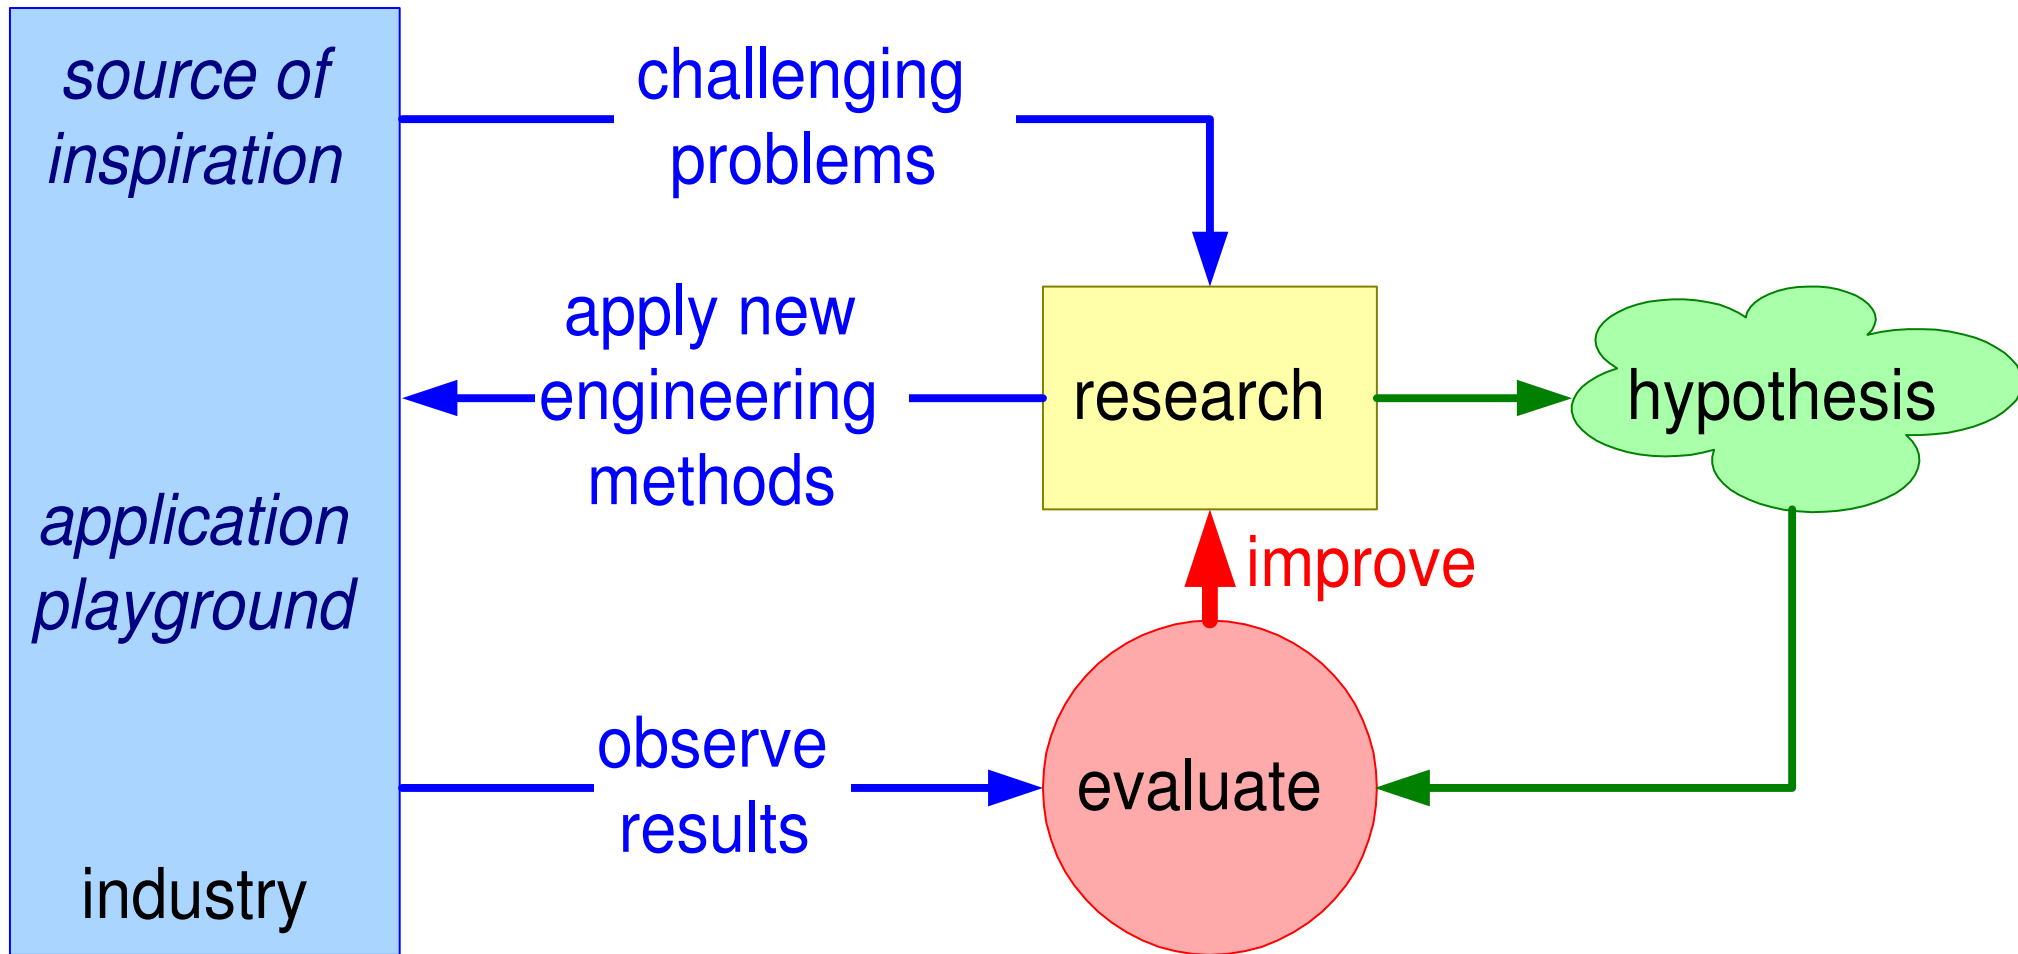 source of
inspiration
challenging
problems
apply new
engineering
methods
research
hypothesis
application
playground
improve
observe
results
evaluate
industry